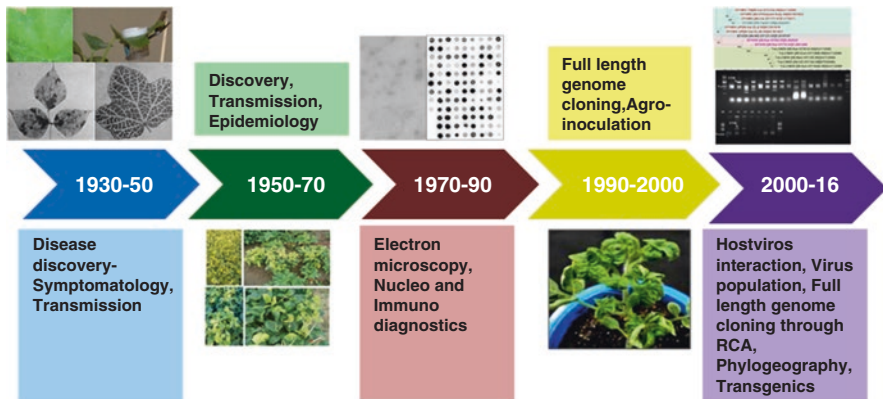 Discovery,
Transmission,
Epidemiology
Full length
genome
cloning,Agro-
inoculation
1930-50
1950-70
1970-90
1990-2000
2000-16
Disease
discovery-
Symptomatology,
Transmission
Electron
microscopy,
Nucleo and
Immuno
diagnostics
Hostviros
interaction, Virus
population, Full
length genome
cloning through
RCA,
Phylogeography,
Transgenics